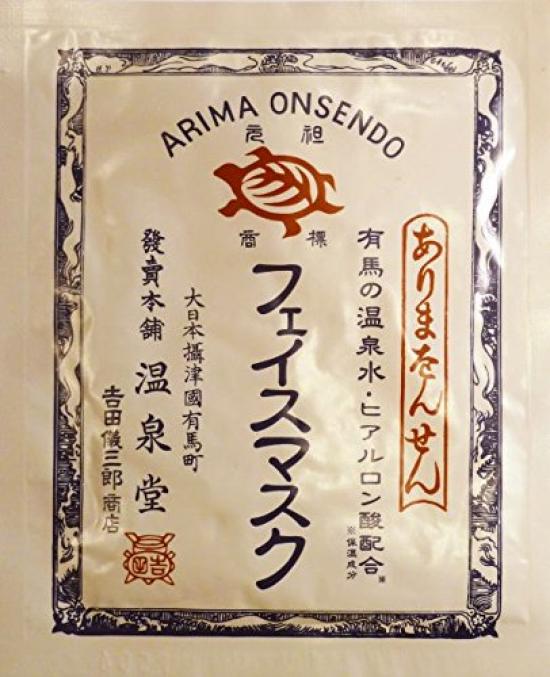 ARIMA ONSENDO
元祖
商標
ありまをんせん
有馬の温泉水・ヒアルロン酸配合※
※保湿成分
フェイスマスク
大日本攝津國有馬町
發賣本舗 温泉堂
吉田儀三郎商店